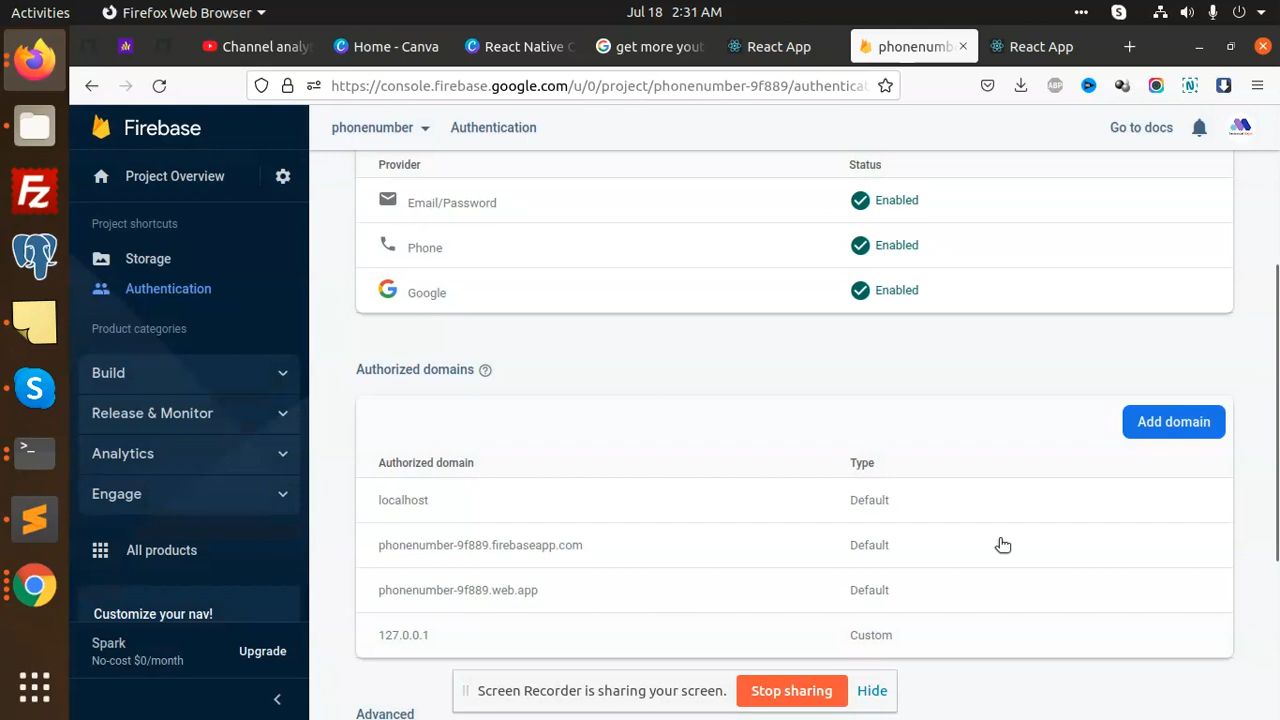 Activities
Firefox Web Browser
Jul 18 2:31 AM
Channel analy
Home - Canva
React Native C
get more you
React App
phonenumb
React App
https://console.firebase.google.com/u/0/project/phonenumber-9f889/authenticat
ABP
Firebase
phonenumber
Authentication
Go to docs
Project Overview
Project shortcuts
Storage
Authentication
Product categories
Build
Release & Monitor
Analytics
Engage
All products
Customize your nav!
Spark
No-cost $0/month
Upgrade
Provider
Status
Email/Password
Enabled
Phone
Enabled
Google
Enabled
Authorized domains
Add domain
Authorized domain
Type
localhost
Default
phonenumber-9f889.firebaseapp.com
Default
phonenumber-9f889.web.app
Default
127.0.0.1
Custom
Screen Recorder is sharing your screen.
Stop sharing
Hide
Advanced